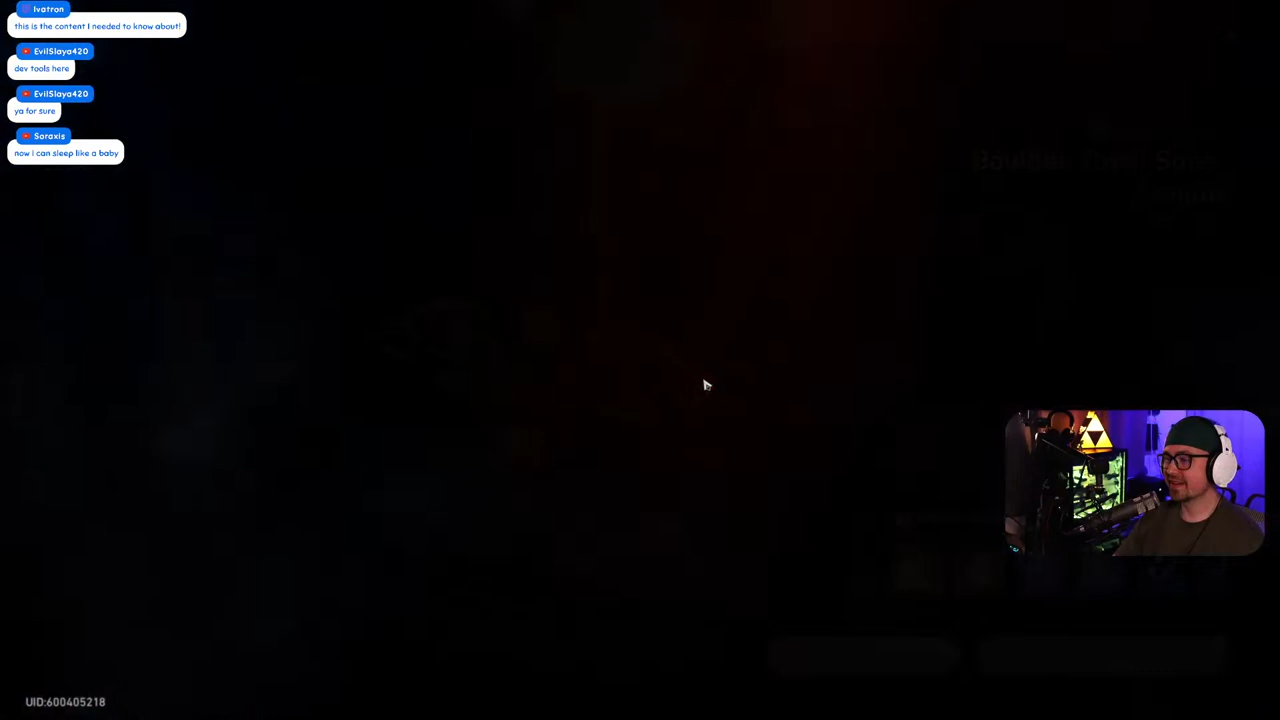 Ivatron
this is the content I needed to know about!
EvilSlaya420
dev tools here
EvilSlaya420
ya for sure
Soraxis
now I can sleep like a baby
UID:600405218